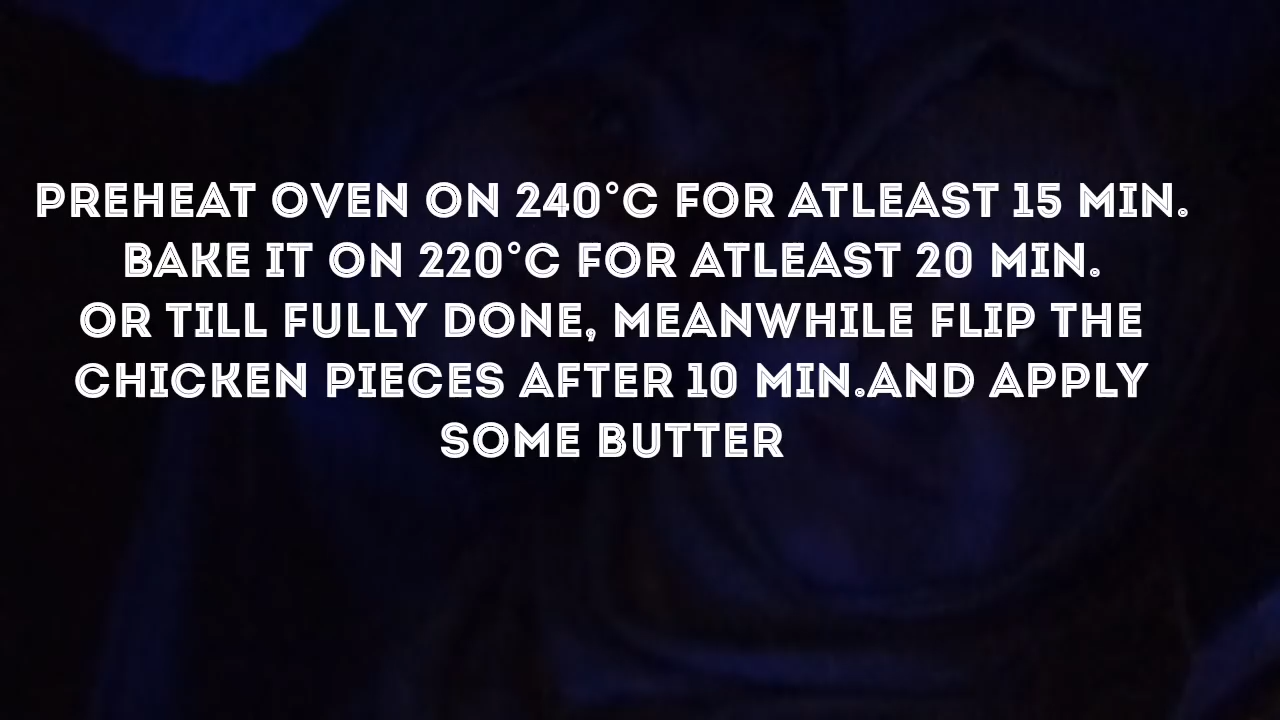 PREHEAT OVEN ON 240°C FOR ATLEAST 15 MIN.
BAKE IT ON 220°C FOR ATLEAST 20 MIN.
OR TILL FULLY DONE, MEANWHILE FLIP THE
CHICKEN PIECES AFTER 10 MIN.AND APPLY
SOME BUTTER